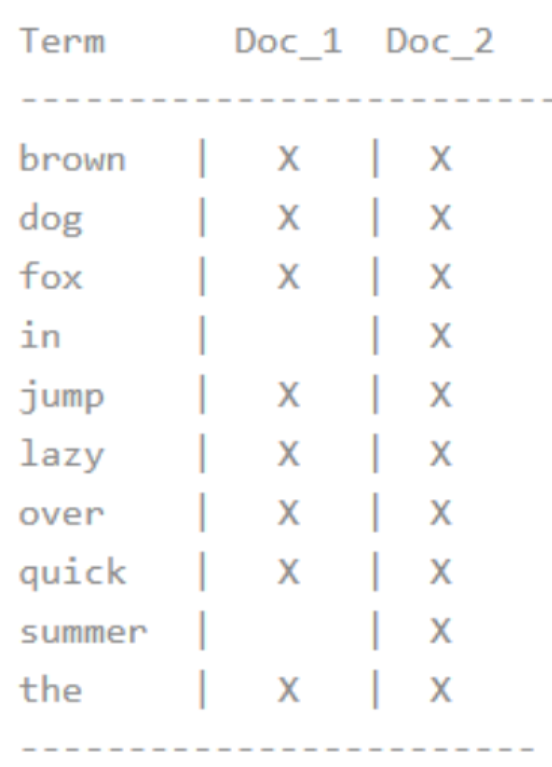 Term      Doc_1  Doc_2
-------------------------
brown   |   X   |  X
dog     |   X   |  X
fox     |   X   |  X
in      |       |  X
jump    |   X   |  X
lazy    |   X   |  X
over    |   X   |  X
quick   |   X   |  X
summer  |       |  X
the     |   X   |  X
------------------------